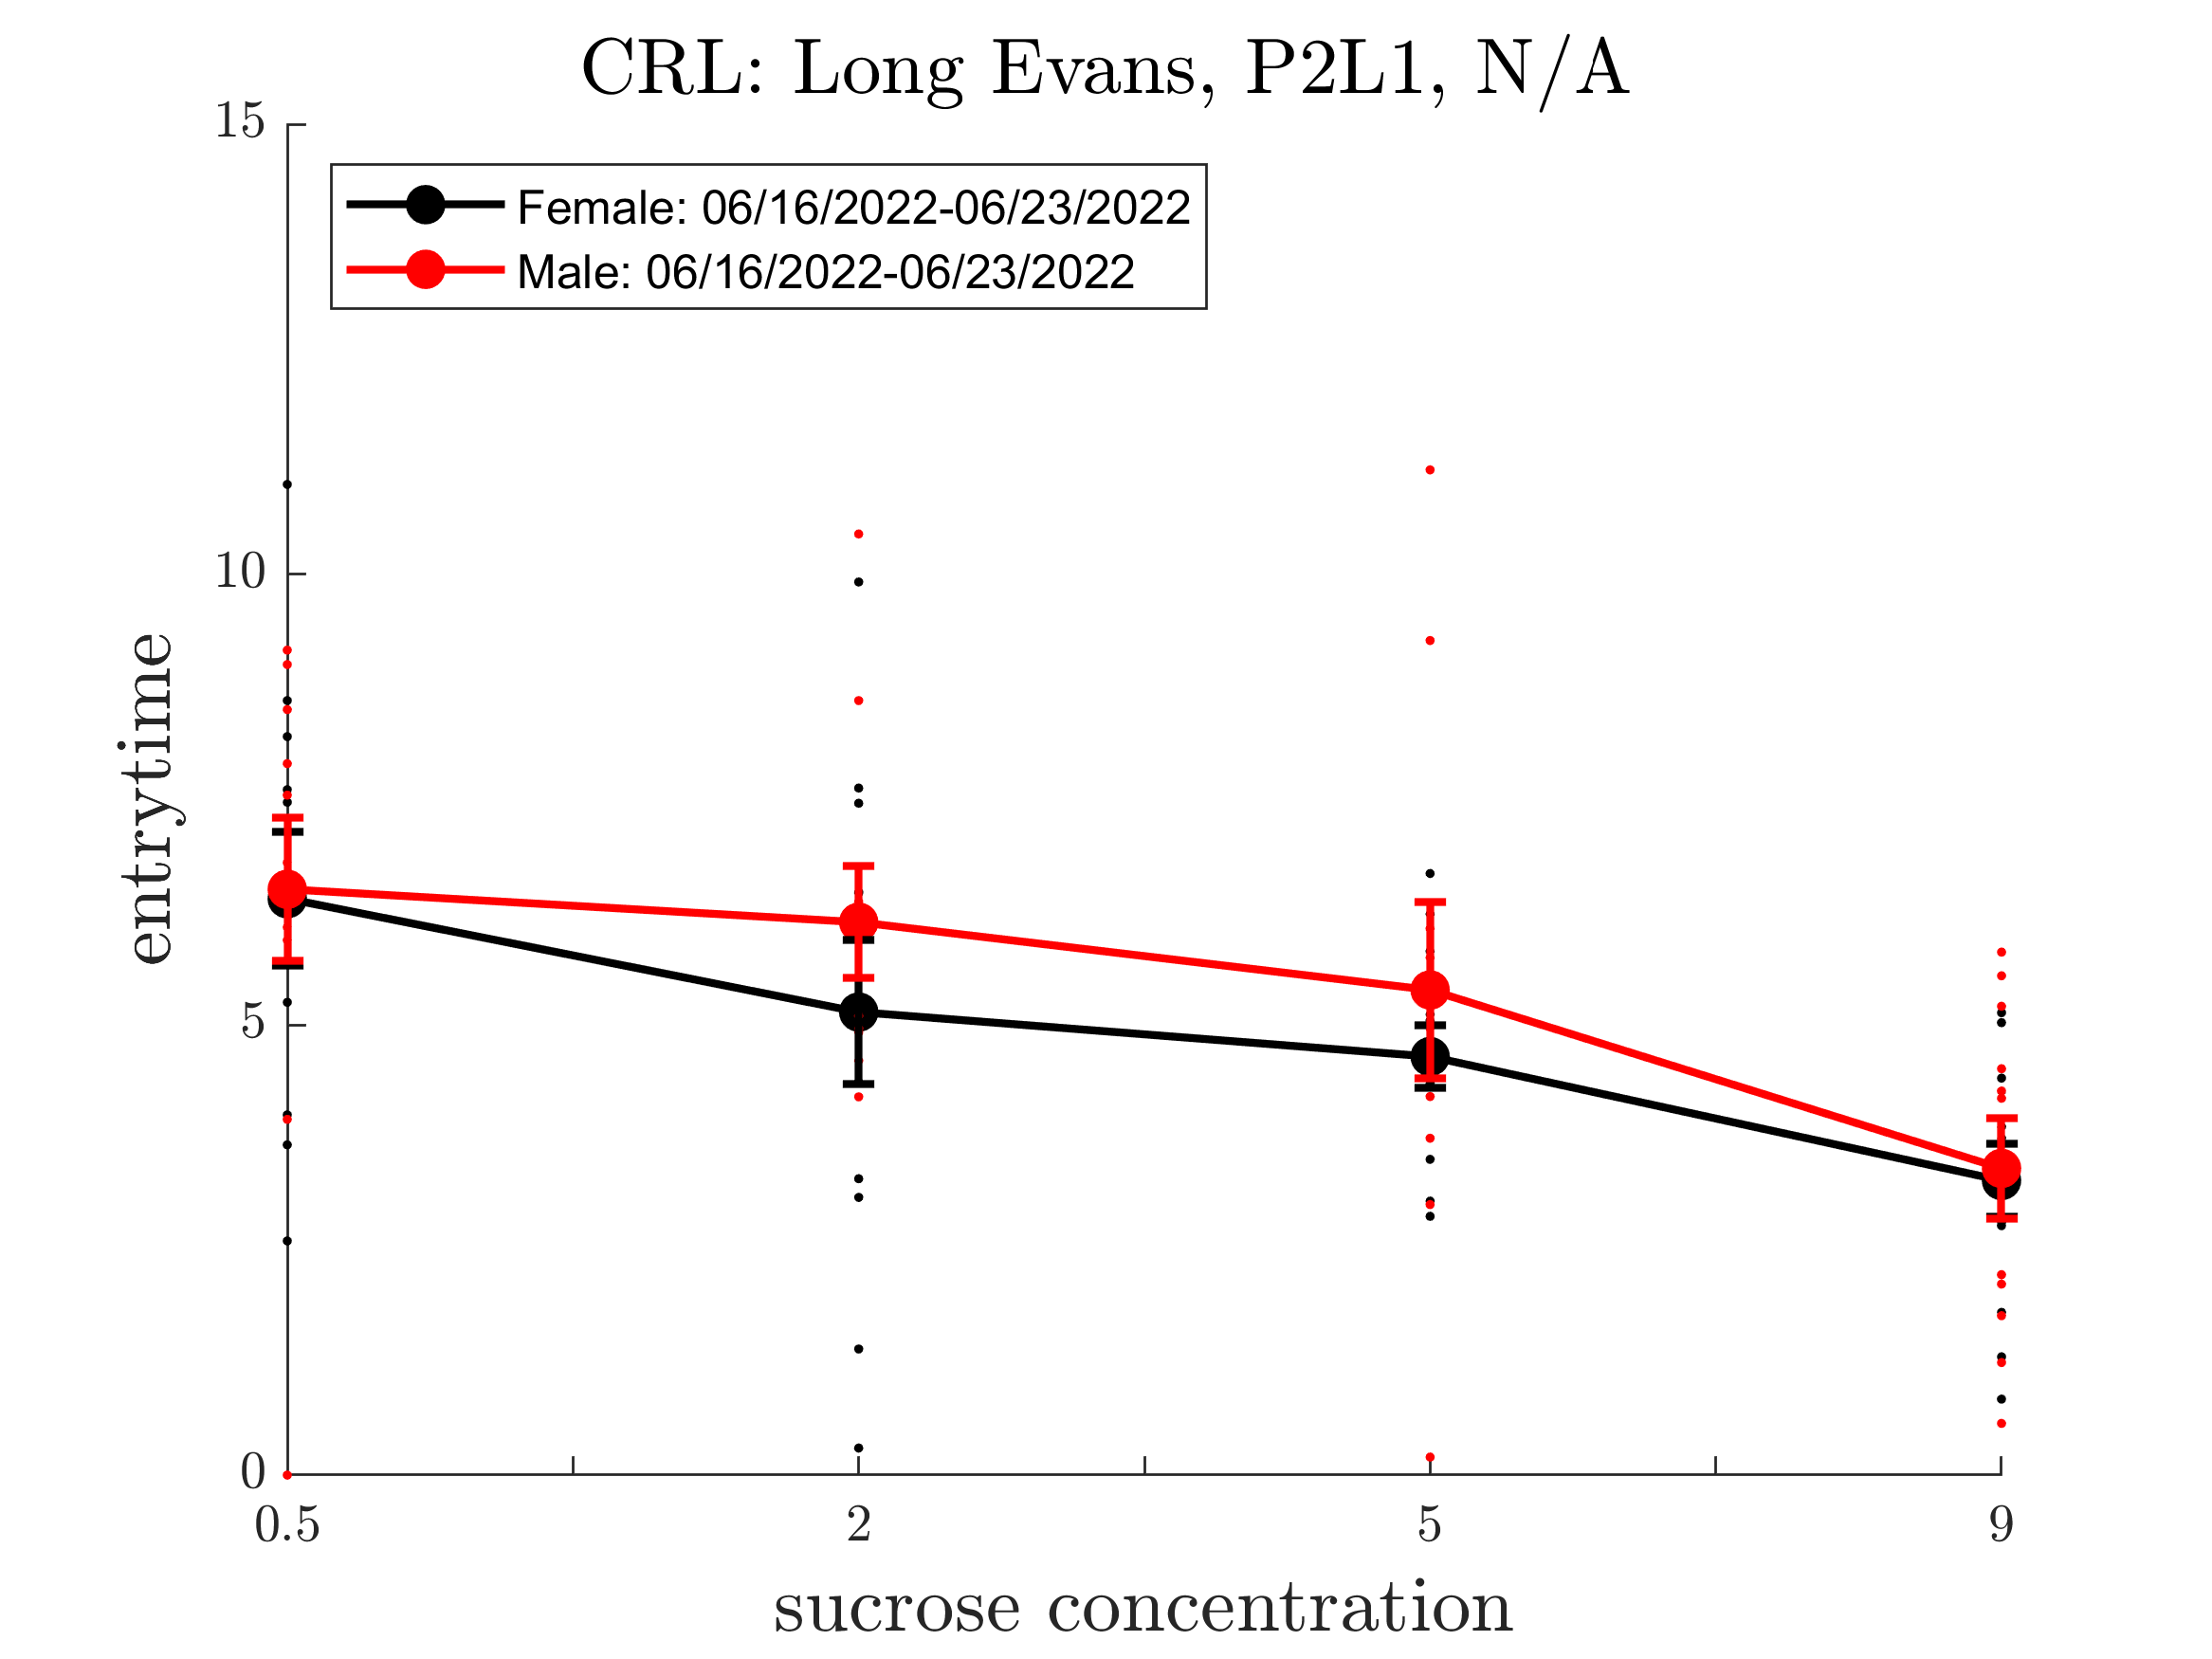 CRL: Long Evans, P2L1, N/A
15
Female: 06/16/2022-06/23/2022
Male: 06/16/2022-06/23/2022
10
entrytime
5
0
0.5 2 5 9
sucrose concentration